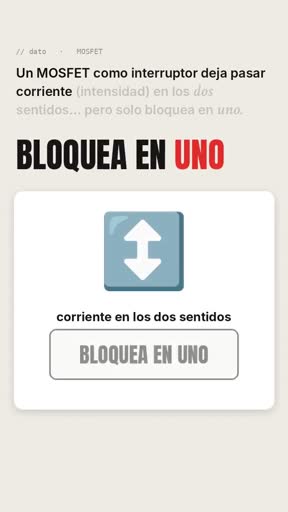 // dato · MOSFET
Un MOSFET como interruptor deja pasar
corriente (intensidad) en los dos
sentidos... pero solo bloquea en uno.
BLOQUEA EN UNO
corriente en los dos sentidos
BLOQUEA EN UNO